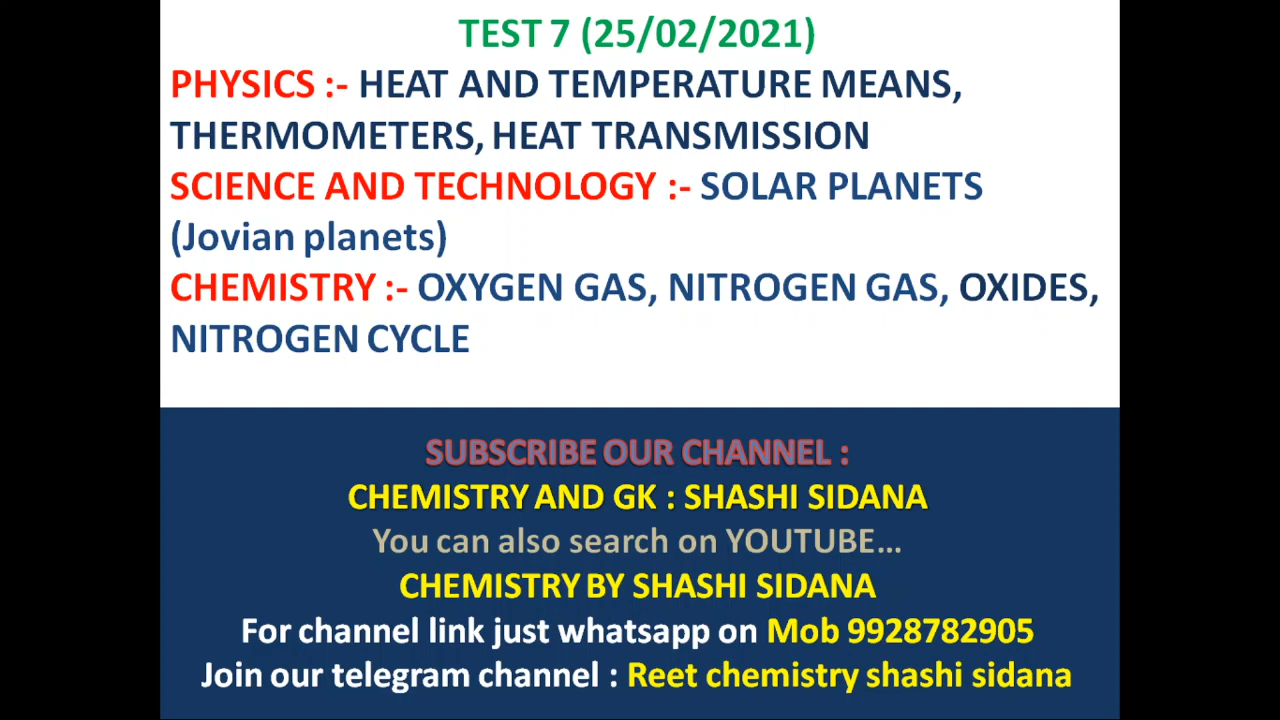 TEST 7 (25/02/2021)
PHYSICS :- HEAT AND TEMPERATURE MEANS,
THERMOMETERS, HEAT TRANSMISSION
SCIENCE AND TECHNOLOGY :- SOLAR PLANETS
(Jovian planets)
CHEMISTRY :- OXYGEN GAS, NITROGEN GAS, OXIDES,
NITROGEN CYCLE
SUBSCRIBE OUR CHANNEL :
CHEMISTRY AND GK : SHASHI SIDANA
You can also search on YOUTUBE...
CHEMISTRY BY SHASHI SIDANA
For channel link just whatsapp on Mob 9928782905
Join our telegram channel : Reet chemistry shashi sidana